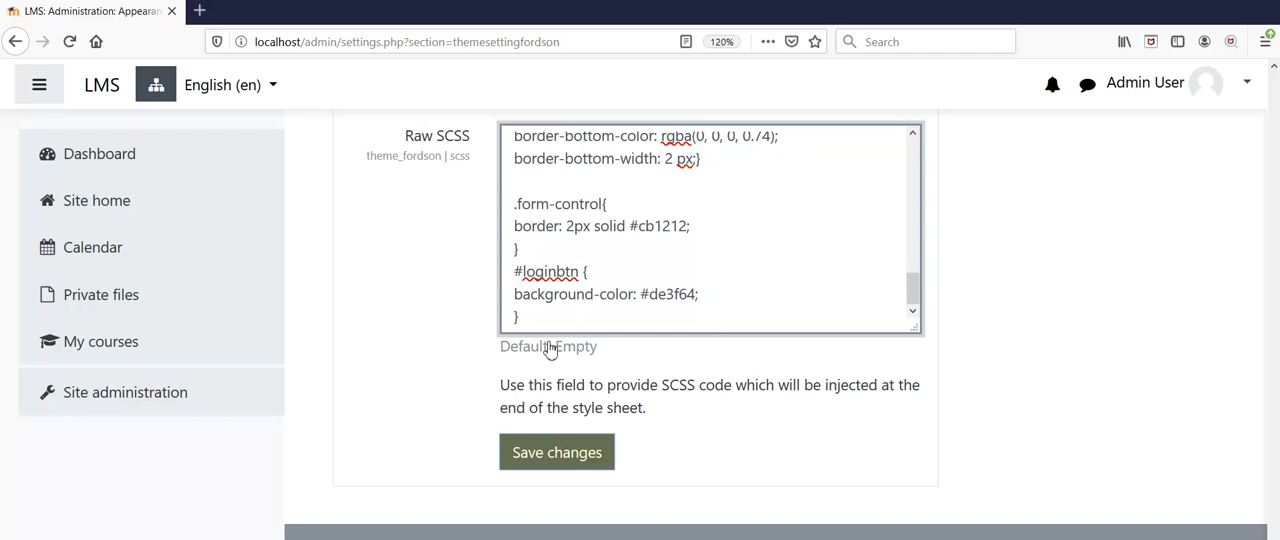 LMS: Administration: Appearan
localhost/admin/settings.php?section=themesettingfordson
120%
Search
LMS
English (en)
Admin User
Dashboard
Site home
Calendar
Private files
My courses
Site administration
Raw SCSS
theme_fordson | scss
border-bottom-color: rgba(0, 0, 0, 0.74);
border-bottom-width: 2 px;}
.form-control{
border: 2px solid #cb1212;
}
#loginbtn {
background-color: #de3f64;
}
Default: Empty
Use this field to provide SCSS code which will be injected at the
end of the style sheet.
Save changes